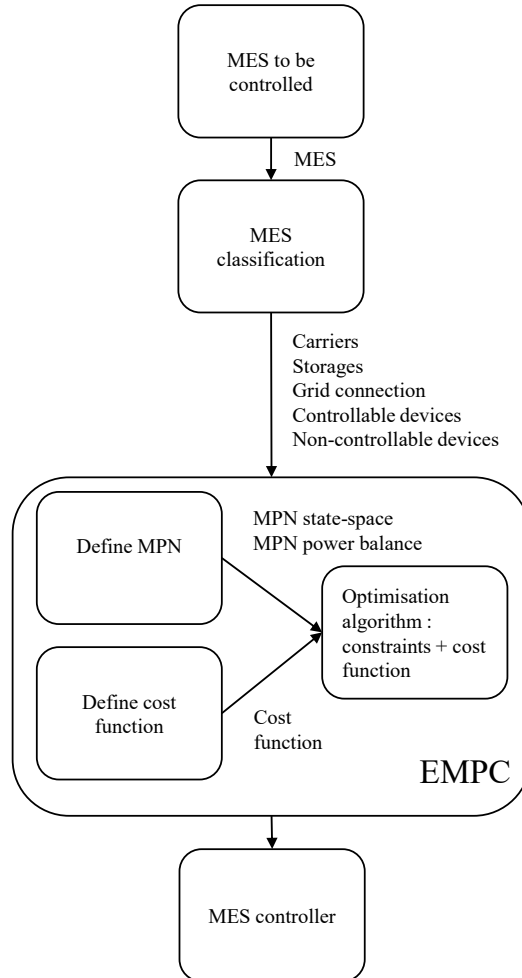 MES to be
controlled
MES
MES
classification
Carriers
Storages
Grid connection
Controllable devices
Non-controllable devices
Define MPN
MPN state-space
MPN power balance
Optimisation
algorithm :
constraints + cost
function
Define cost
function
Cost
function
EMPC
MES controller